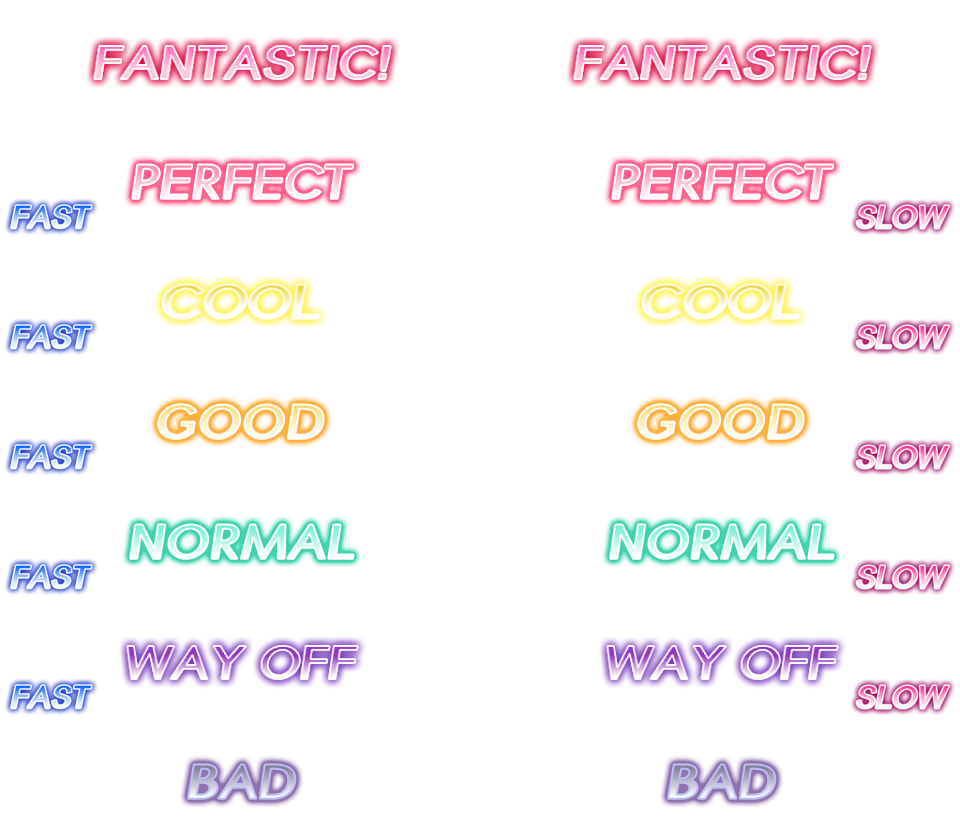 FANTASTIC! FANTASTIC!
PERFECT PERFECT
FAST SLOW
COOL COOL
FAST SLOW
GOOD GOOD
FAST SLOW
NORMAL NORMAL
FAST SLOW
WAY OFF WAY OFF
FAST SLOW
BAD BAD